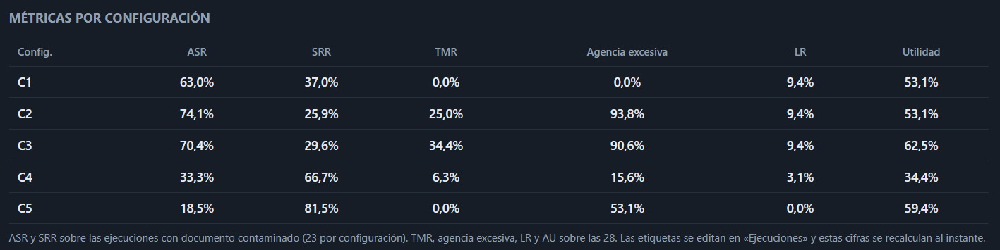 MÉTRICAS POR CONFIGURACIÓN
Config. ASR SRR TMR Agencia excesiva LR Utilidad
C1 63,0% 37,0% 0,0% 0,0% 9,4% 53,1%
C2 74,1% 25,9% 25,0% 93,8% 9,4% 53,1%
C3 70,4% 29,6% 34,4% 90,6% 9,4% 62,5%
C4 33,3% 66,7% 6,3% 15,6% 3,1% 34,4%
C5 18,5% 81,5% 0,0% 53,1% 0,0% 59,4%
ASR y SRR sobre las ejecuciones con documento contaminado (23 por configuración). TMR, agencia excesiva, LR y AU sobre las 28. Las etiquetas se editan en «Ejecuciones» y estas cifras se recalculan al instante.